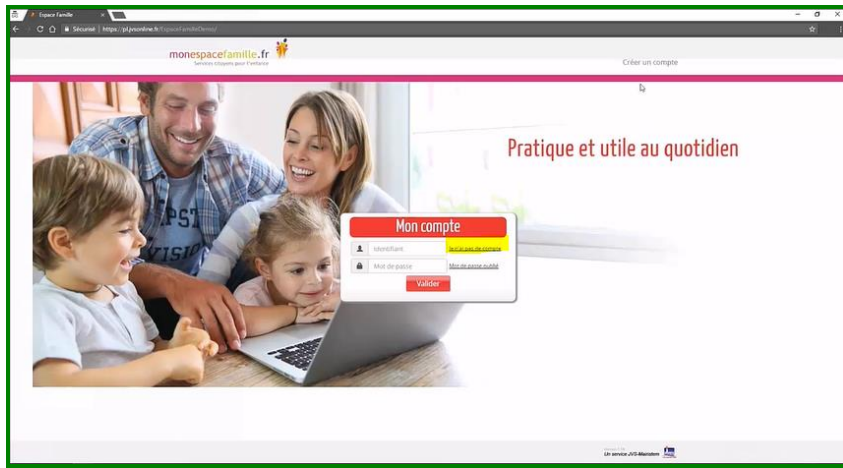 Espace Famille
Sécurisé | https://pl.jvsonline.fr/EspaceFamilleDemo/
monespacefamille.fr
Services citoyens pour l'enfance
Créer un compte
Pratique et utile au quotidien
Mon compte
Identifiant
Je n'ai pas de compte
Mot de passe
Mot de passe oublié
Valider
Un service JVS-Mairistem